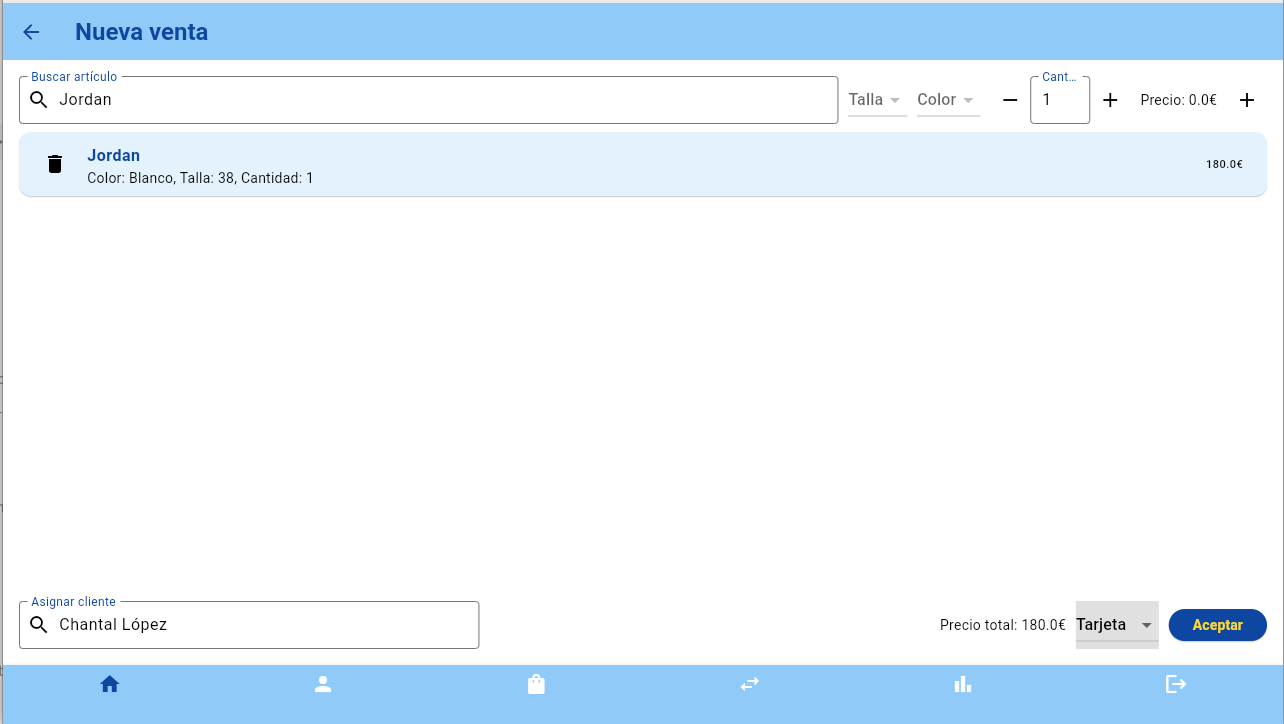 Nueva venta
Buscar artículo
Jordan
Talla
Color
Cant...
1
Precio: 0.0€
Jordan
Color: Blanco, Talla: 38, Cantidad: 1
180.0€
Asignar cliente
Chantal López
Precio total: 180.0€
Tarjeta
Aceptar